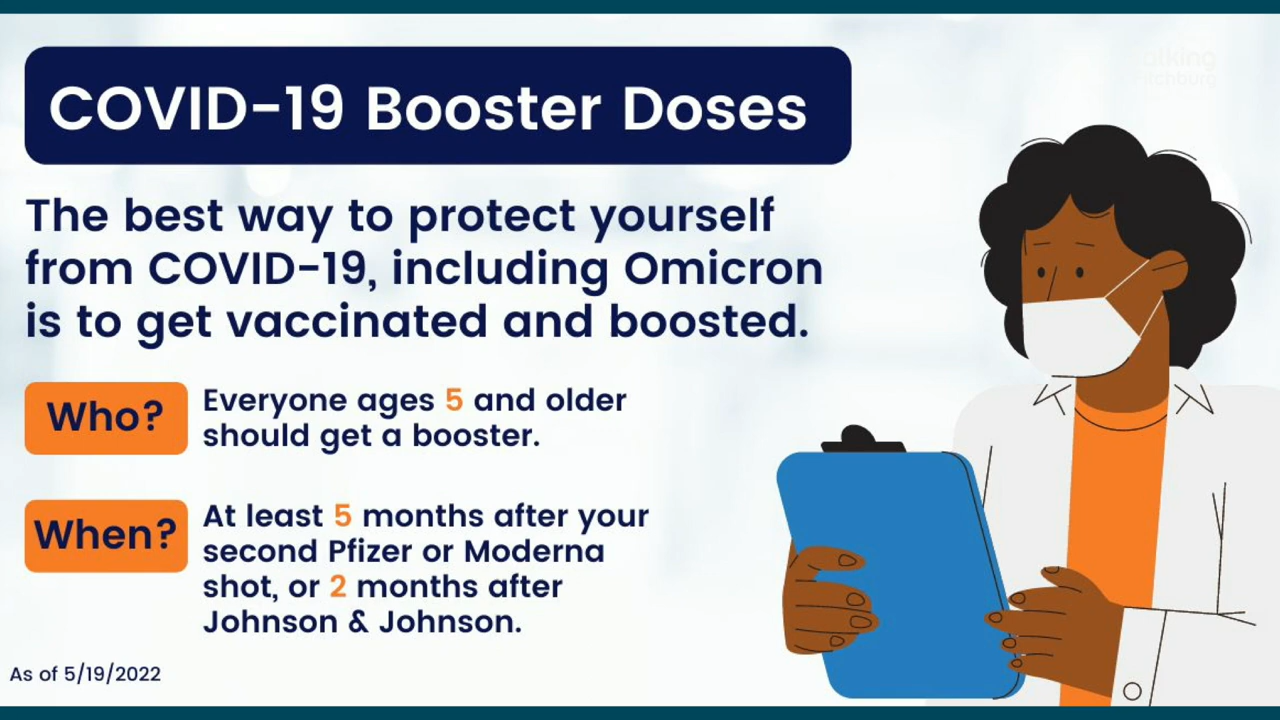 COVID-19 Booster Doses
The best way to protect yourself
from COVID-19, including Omicron
is to get vaccinated and boosted.
Who?
Everyone ages 5 and older
should get a booster.
When?
At least 5 months after your
second Pfizer or Moderna
shot, or 2 months after
Johnson & Johnson.
As of 5/19/2022